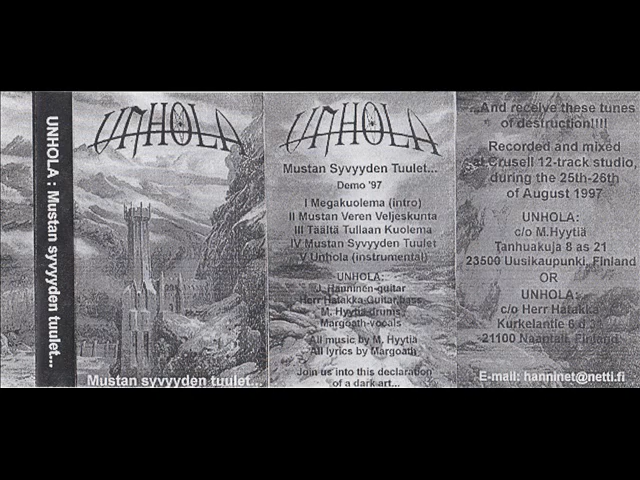 UNHOLA : Mustan syvyyden tuulet...
UNHOLA
Mustan syvyyden tuulet...
UNHOLA
Mustan Syvyyden Tuulet...
Demo '97
I Megakuolema (intro)
II Mustan Veren Veljeskunta
III Täältä Tullaan Kuolema
IV Mustan Syvyyden Tuulet
V Unhola (instrumental)
UNHOLA:
J. Hanninen-guitar
Herr Hatakka-Guitar,bass
M. Hyytiä-drums
Margoath-vocals
All music by M. Hyytiä
All lyrics by Margoath
Join us into this declaration
of a dark art...
...And receive these tunes
of destruction!!!!
Recorded and mixed
at Crusell 12-track studio,
during the 25th-26th
of August 1997
UNHOLA:
c/o M.Hyytiä
Tanhuakuja 8 as 21
23500 Uusikaupunki, Finland
OR
UNHOLA:
c/o Herr Hatakka
Kurkelantie 6 d 31
21100 Naantali, Finland
E-mail: hanninet@netti.fi